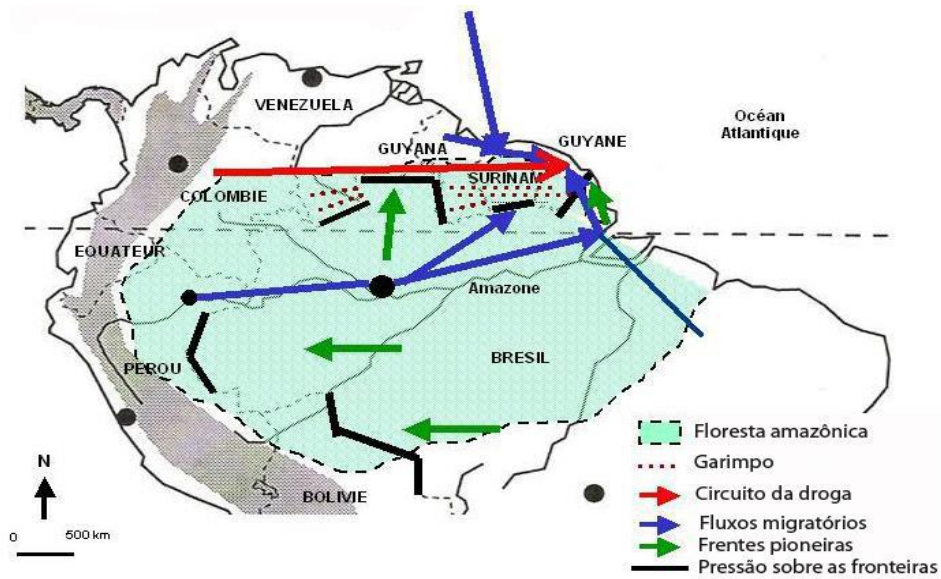 VENEZUELA
Océan
Atlantique
GUYANA
GUYANE
SURINAM
COLOMBIE
EQUATEUR
Amazone
PEROU
BRESIL
BOLIVIE
N
0 500 km
Floresta amazônica
Garimpo
Circuito da droga
Fluxos migratórios
Frentes pioneiras
Pressão sobre as fronteiras